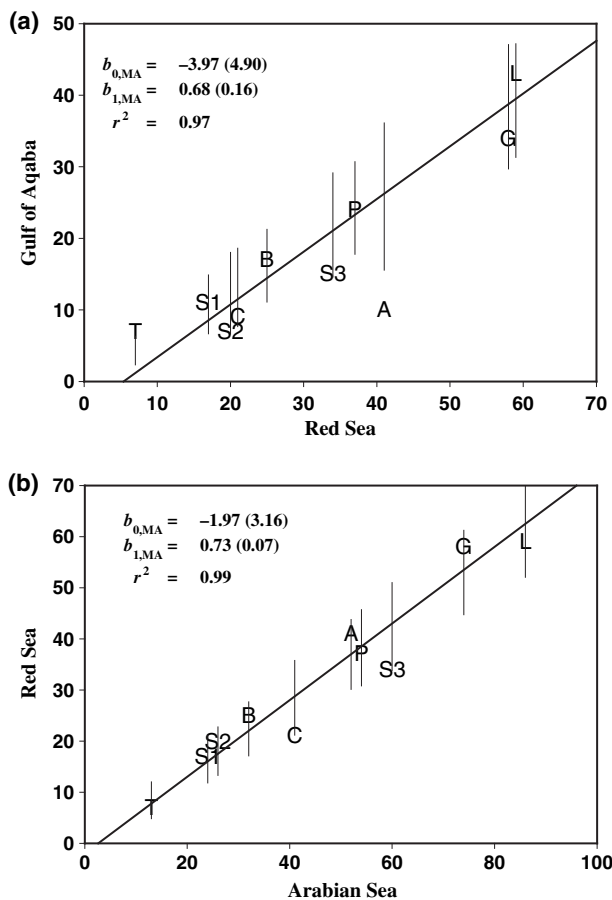 (a)
b0,MA = −3.97 (4.90)
b1,MA = 0.68 (0.16)
r² = 0.97
50
40
30
20
10
0
Gulf of Aqaba
T
S1
S2
C
B
S3
P
A
G
L
0 10 20 30 40 50 60 70
Red Sea
(b)
b0,MA = −1.97 (3.16)
b1,MA = 0.73 (0.07)
r² = 0.99
70
60
50
40
30
20
10
0
Red Sea
T
S1
S2
B
C
A
P
S3
G
L
0 20 40 60 80 100
Arabian Sea